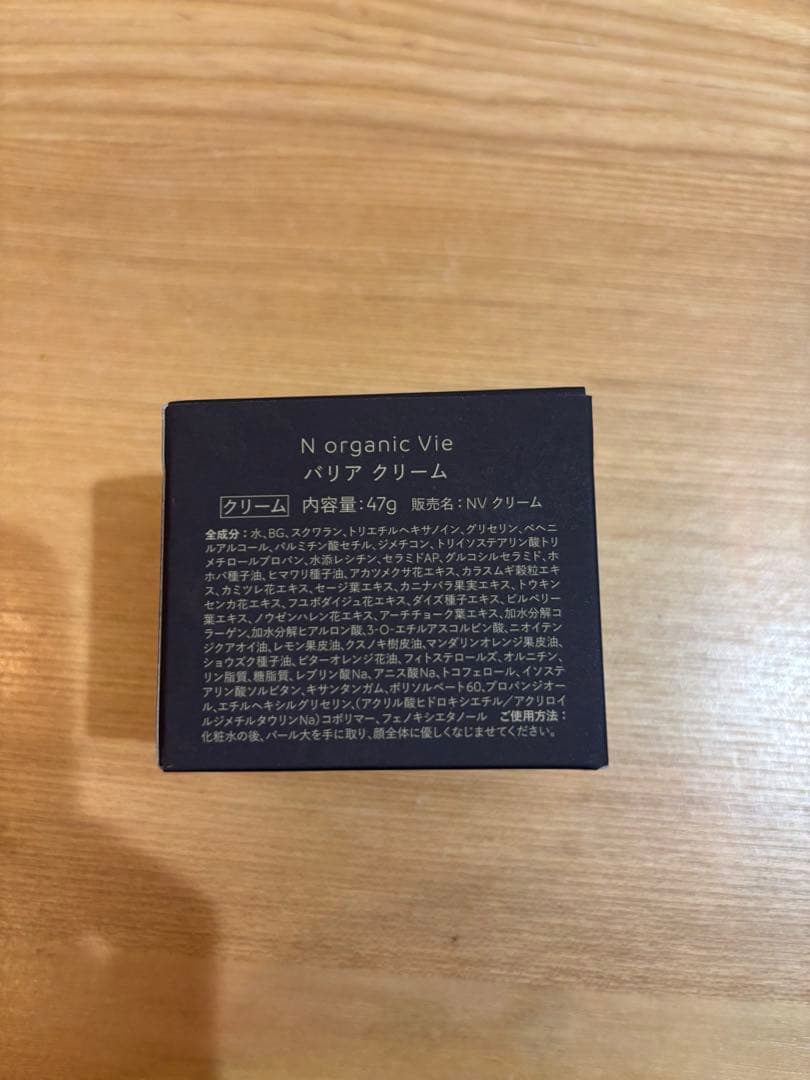 N organic Vie
バリア クリーム
クリーム 内容量:47g 販売名:NV クリーム
全成分:水、BG、スクワラン、トリエチルヘキサノイン、グリセリン、ベヘニ
ルアルコール、パルミチン酸セチル、ジメチコン、トリイソステアリン酸トリ
メチロールプロパン、水添レシチン、セラミドAP、グルコシルセラミド、ホ
ホバ種子油、ヒマワリ種子油、アカツメクサ花エキス、カラスムギ穀粒エキ
ス、カミツレ花エキス、セージ葉エキス、カニナバラ果実エキス、トウキン
センカ花エキス、フユボダイジュ花エキス、ダイズ種子エキス、ビルベリー
葉エキス、ノウゼンハレン花エキス、アーチチョーク葉エキス、加水分解コ
ラーゲン、加水分解ヒアルロン酸、3-O-エチルアスコルビン酸、ニオイテン
ジクアオイ油、レモン果皮油、クスノキ樹皮油、マンダリンオレンジ果皮油、
ショウズク種子油、ビターオレンジ花油、フィトステロールズ、オルニチン、
リン脂質、糖脂質、レブリン酸Na、アニス酸Na、トコフェロール、イソステ
アリン酸ソルビタン、キサンタンガム、ポリソルベート60、プロパンジオー
ル、エチルヘキシルグリセリン、(アクリル酸ヒドロキシエチル/アクリロイ
ルジメチルタウリンNa)コポリマー、フェノキシエタノール ご使用方法:
化粧水の後、パール大を手に取り、顔全体に優しくなじませてください。